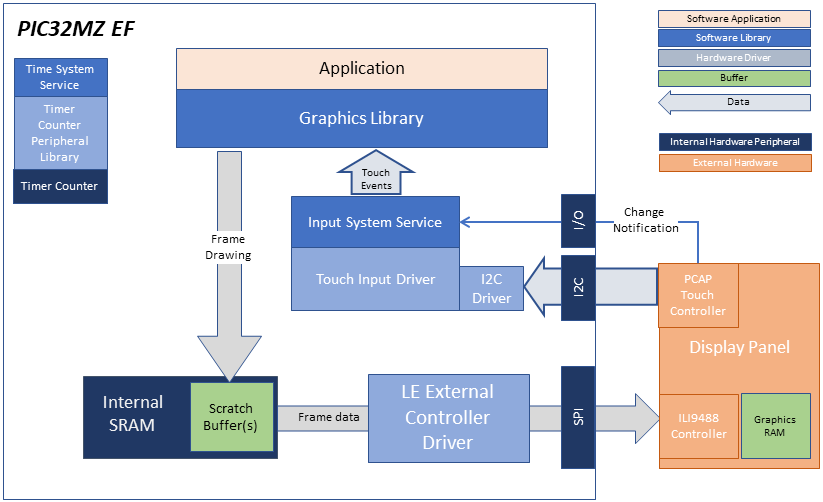 PIC32MZ EF
Time System
Service
Timer
Counter
Peripheral
Library
Timer Counter
Application
Graphics Library
Touch
Events
Frame
Drawing
Input System Service
Touch Input Driver
I2C
Driver
I/O
I2C
SPI
Change
Notification
PCAP
Touch
Controller
Display Panel
ILI9488
Controller
Graphics
RAM
Internal
SRAM
Scratch
Buffer(s)
Frame data
LE External
Controller
Driver
Software Application
Software Library
Hardware Driver
Buffer
Data
Internal Hardware Peripheral
External Hardware